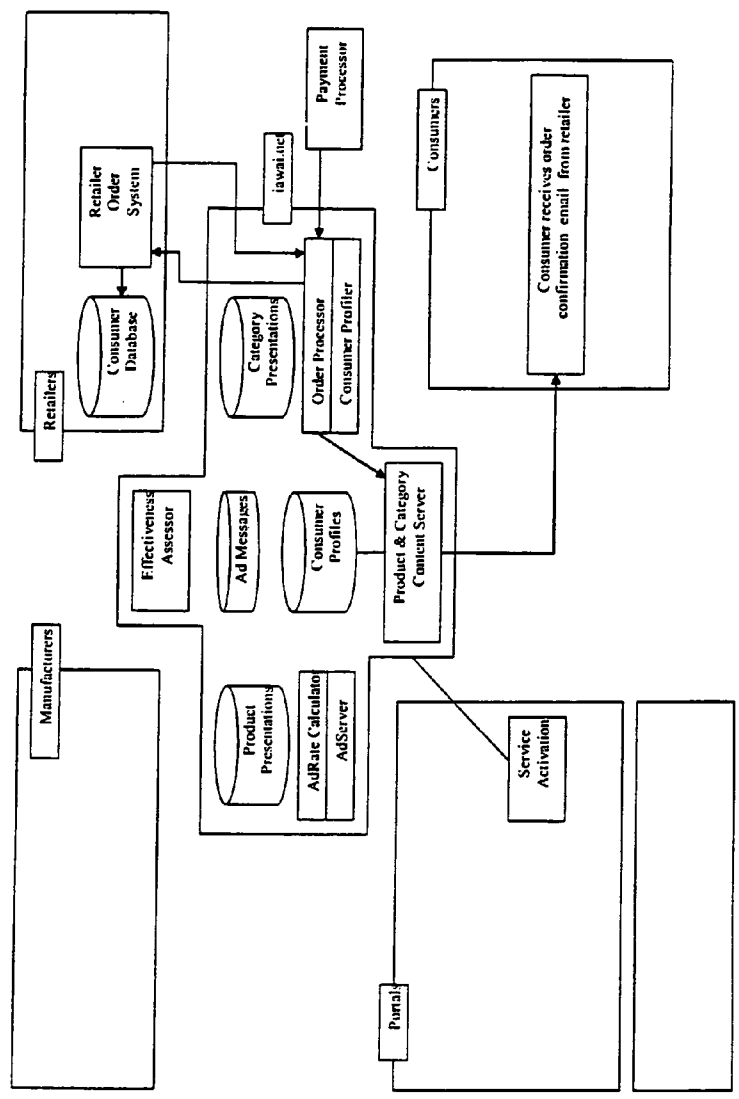 Manufacturers
Retailers
Consumer
Database
Retailer
Order
System
Effectiveness
Assessor
Product
Presentations
Ad Messages
Category
Presentations
iawai.net
AdRate Calculator
AdServer
Consumer
Profiles
Order Processor
Consumer Profiler
Payment
Processor
Portals
Product & Category
Content Server
Consumers
Service
Activation
Consumer receives order
confirmation email from retailer